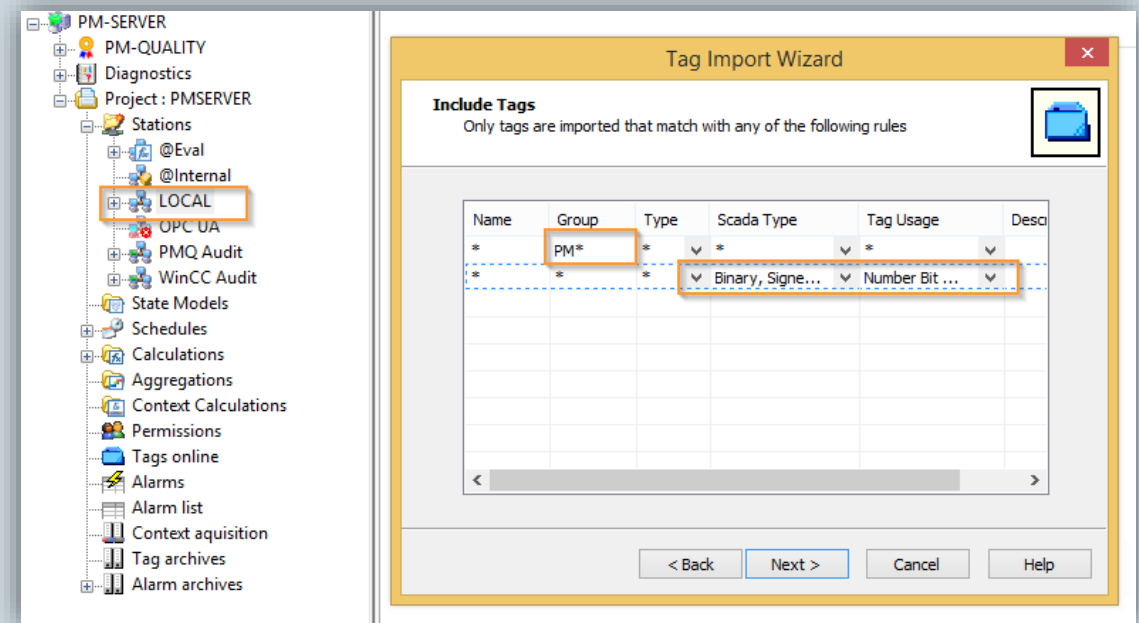 PM-SERVER
PM-QUALITY
Diagnostics
Project : PMSERVER
Stations
@Eval
@Internal
LOCAL
OPC UA
PMQ Audit
WinCC Audit
State Models
Schedules
Calculations
Aggregations
Context Calculations
Permissions
Tags online
Alarms
Alarm list
Context aquisition
Tag archives
Alarm archives
Tag Import Wizard
Include Tags
Only tags are imported that match with any of the following rules
Name Group Type Scada Type Tag Usage Descr
* PM* * * *
* * * Binary, Signe... Number Bit ...
< Back Next > Cancel Help